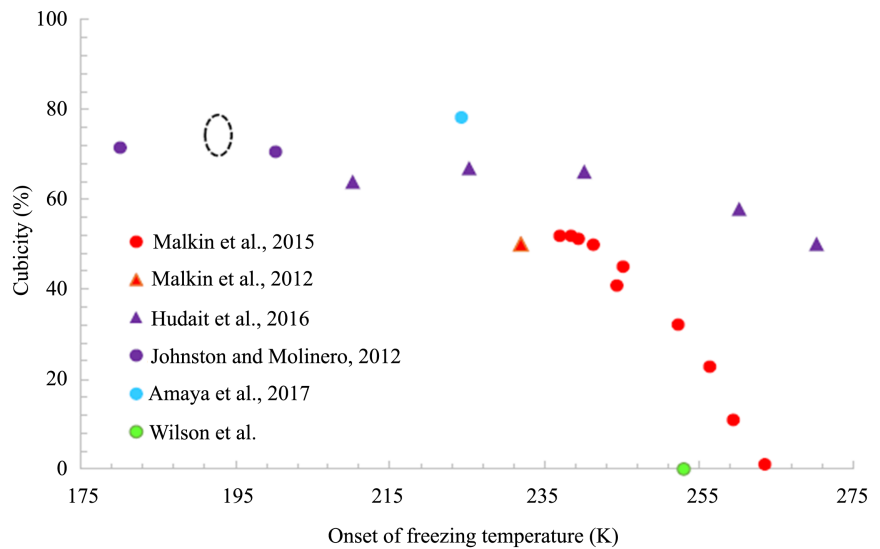 100
80
60
40
20
0
Cubicity (%)
Malkin et al., 2015
Malkin et al., 2012
Hudait et al., 2016
Johnston and Molinero, 2012
Amaya et al., 2017
Wilson et al.
175 195 215 235 255 275
Onset of freezing temperature (K)